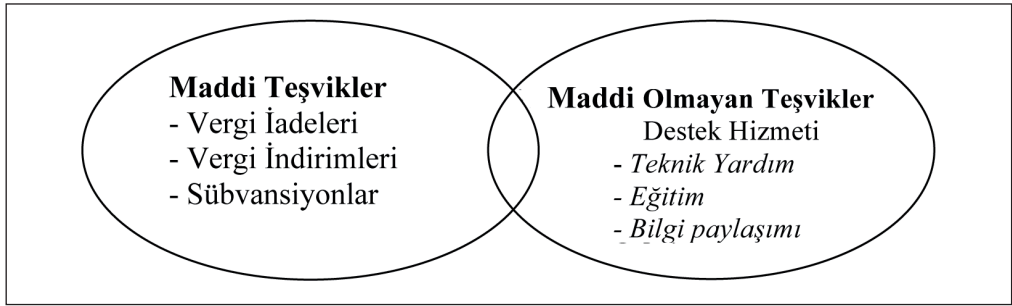 Maddi Teşvikler
- Vergi İadeleri
- Vergi İndirimleri
- Sübvansiyonlar
Maddi Olmayan Teşvikler
Destek Hizmeti
- Teknik Yardım
- Eğitim
- Bilgi paylaşımı